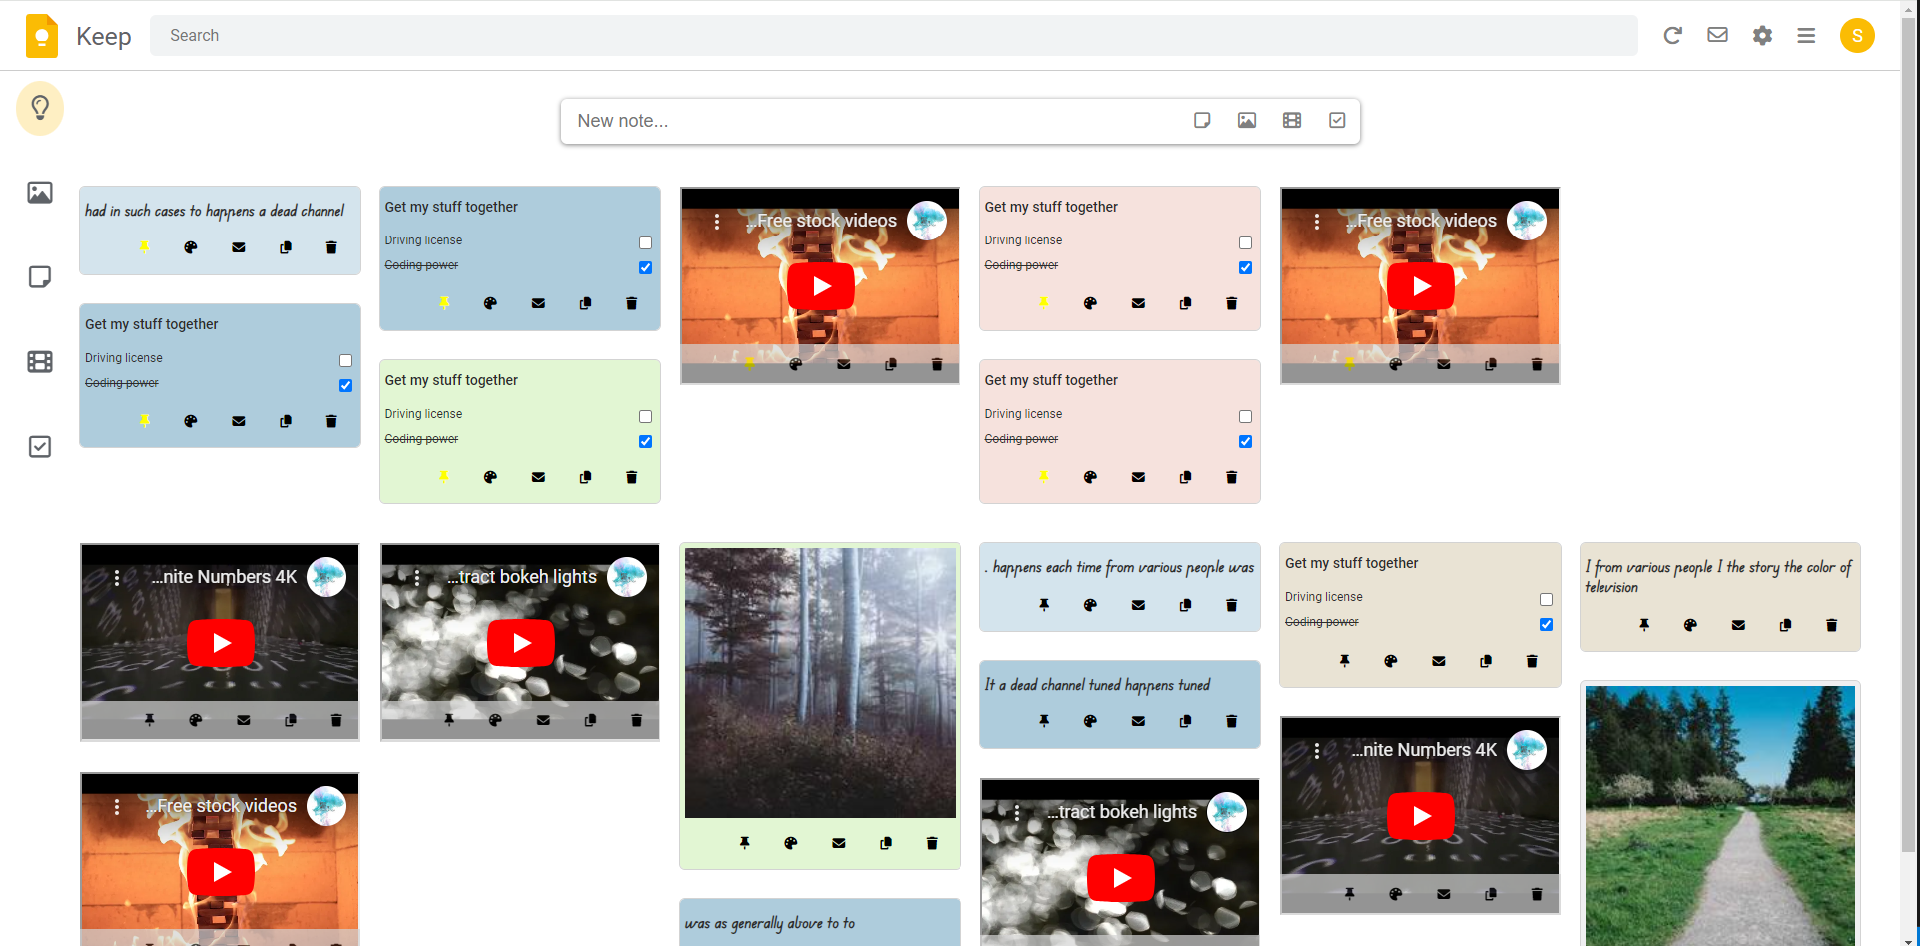 Keep
Search
S
New note...
had in such cases to happens a dead channel
Get my stuff together
Driving license
Coding power
Get my stuff together
Driving license
Coding power
Get my stuff together
Driving license
Coding power
...Free stock videos
Get my stuff together
Driving license
Coding power
Get my stuff together
Driving license
Coding power
...Free stock videos
...nite Numbers 4K
...Free stock videos
...tract bokeh lights
was as generally above to to
. happens each time from various people was
It a dead channel tuned happens tuned
...tract bokeh lights
Get my stuff together
Driving license
Coding power
...nite Numbers 4K
I from various people I the story the color of
television